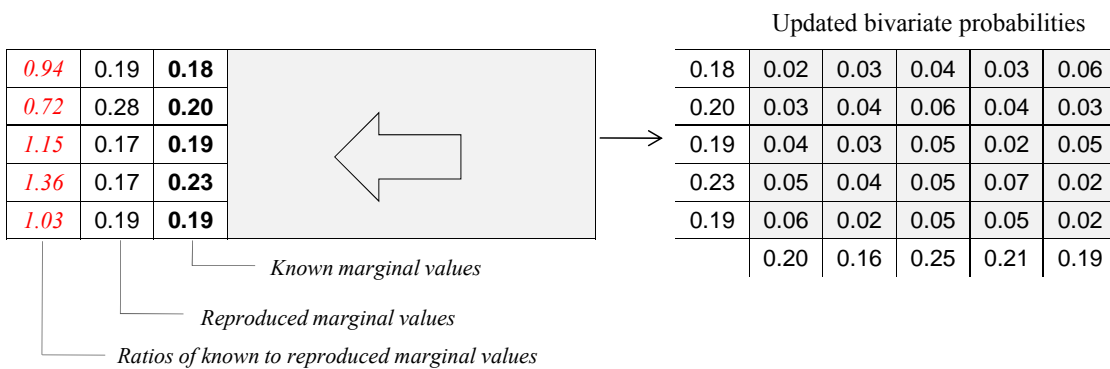 Updated bivariate probabilities
0.94 0.19 0.18
0.72 0.28 0.20
1.15 0.17 0.19
1.36 0.17 0.23
1.03 0.19 0.19
Known marginal values
Reproduced marginal values
Ratios of known to reproduced marginal values
0.18 0.02 0.03 0.04 0.03 0.06
0.20 0.03 0.04 0.06 0.04 0.03
0.19 0.04 0.03 0.05 0.02 0.05
0.23 0.05 0.04 0.05 0.07 0.02
0.19 0.06 0.02 0.05 0.05 0.02
0.20 0.16 0.25 0.21 0.19